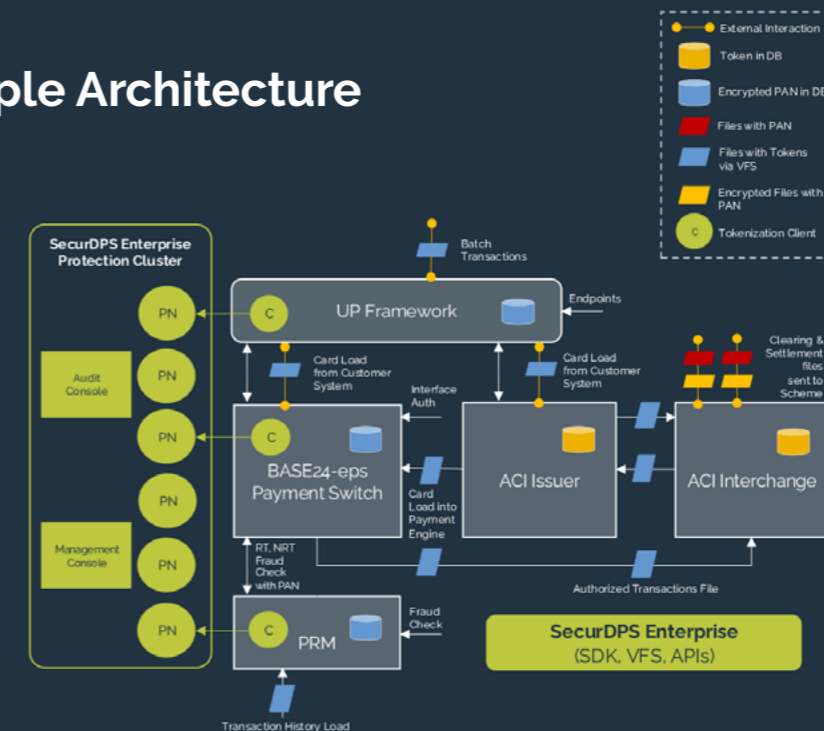 ple Architecture
External Interaction
Token in DB
Encrypted PAN in DB
Files with PAN
Files with Tokens
via VFS
Encrypted Files with
PAN
C
Tokenization Client
SecurDPS Enterprise
Protection Cluster
PN
PN
PN
PN
PN
PN
Audit
Console
Management
Console
Batch
Transactions
C
UP Framework
Endpoints
Card Load
from Customer
System
Card Load
from Customer
System
Clearing &
Settlement
files
sent to
Scheme
Interface
Auth
C
BASE24-eps
Payment Switch
Card
Load into
Payment
Engine
ACI Issuer
ACI Interchange
RT, NRT
Fraud
Check
with PAN
Authorized Transactions File
C
PRM
Fraud
Check
SecurDPS Enterprise
(SDK, VFS, APIs)
Transaction History Load